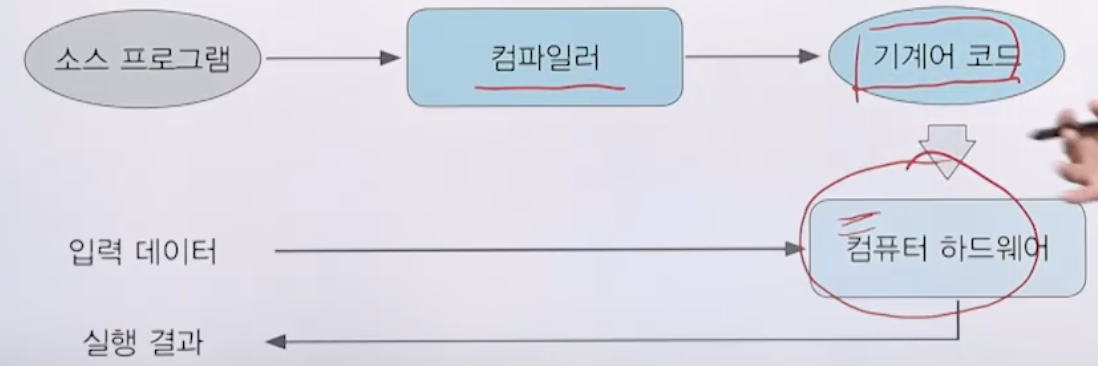 소스 프로그램
컴파일러
기계어 코드
입력 데이터
컴퓨터 하드웨어
실행 결과